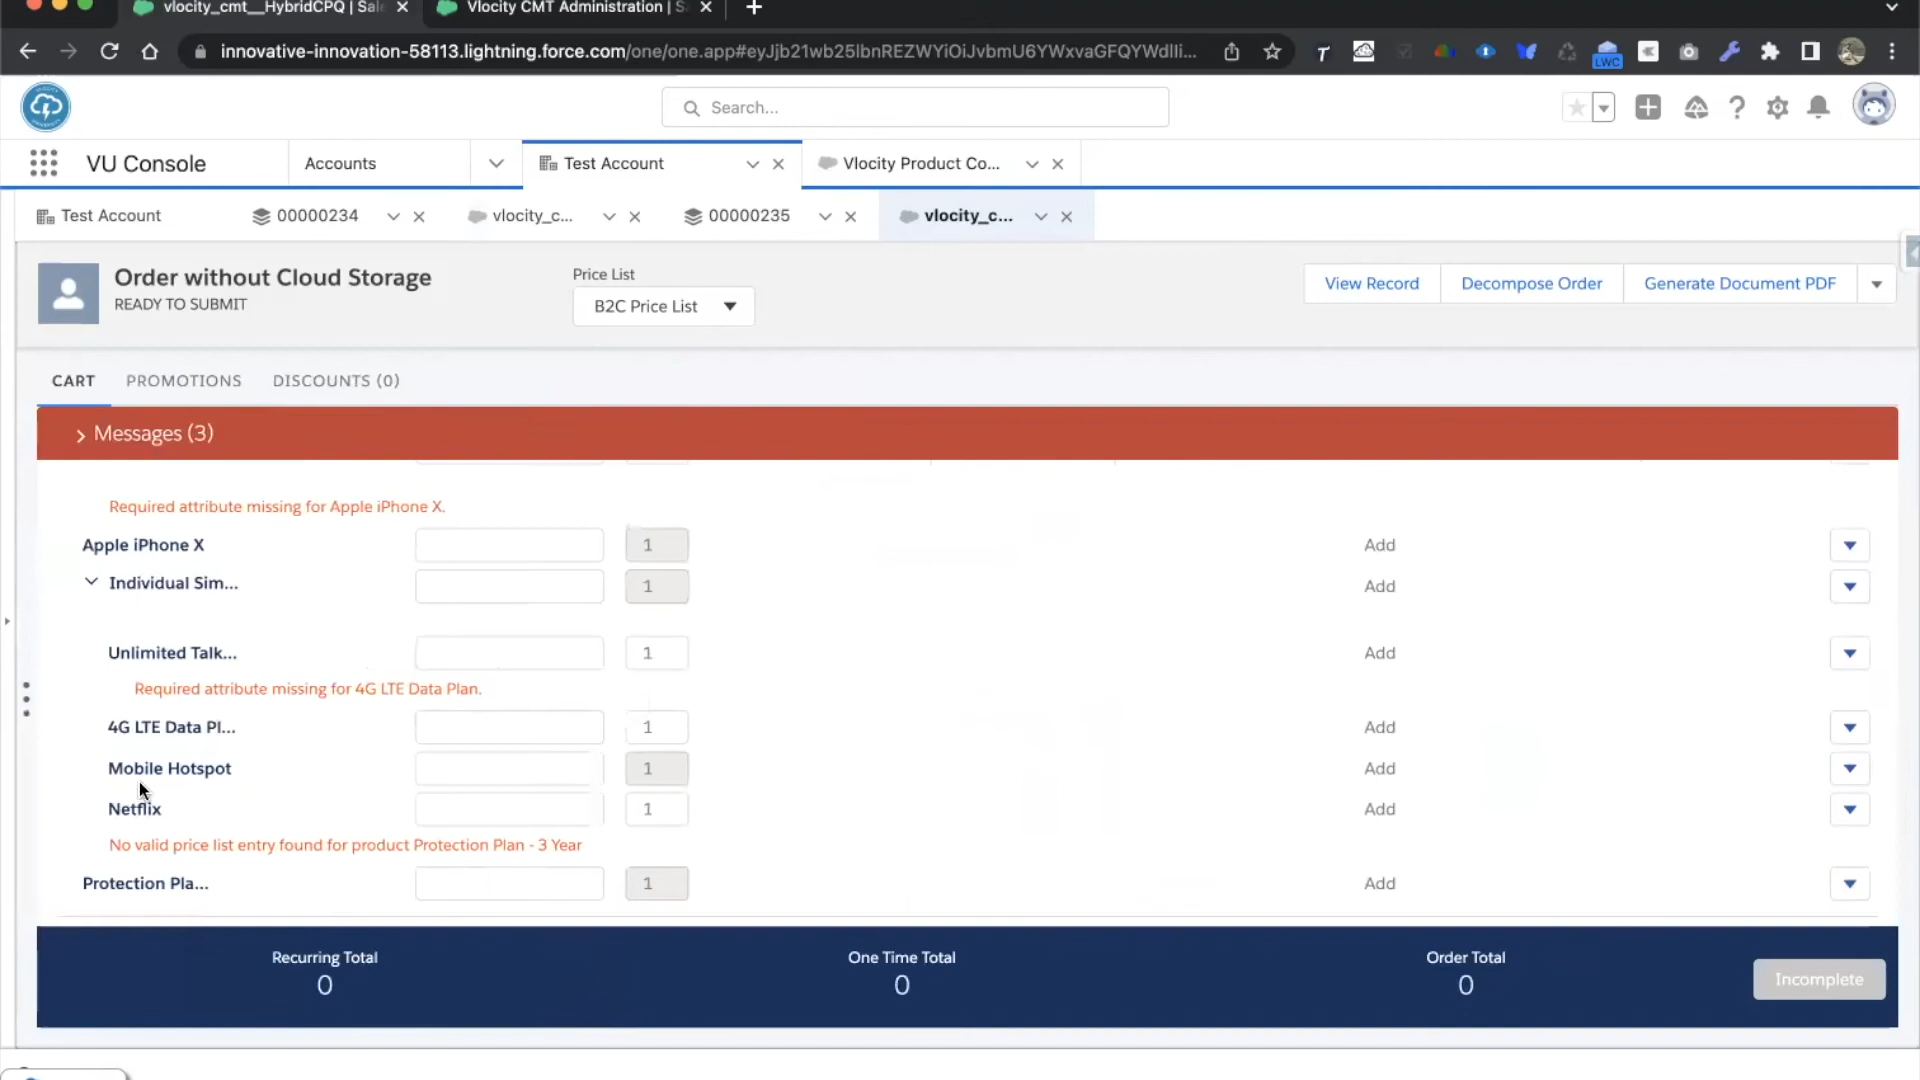 vlocity_cmt__HybridCPQ | Sale
Vlocity CMT Administration | S
innovative-innovation-58113.lightning.force.com/one/one.app#eyJjb21wb25lbnREZWYiOiJvbmU6YWxvaGFQYWdlIi...
LWC
Search...
VU Console
Accounts
Test Account
Vlocity Product Co...
Test Account
00000234
vlocity_c...
00000235
vlocity_c...
Order without Cloud Storage
READY TO SUBMIT
Price List
B2C Price List
View Record
Decompose Order
Generate Document PDF
CART
PROMOTIONS
DISCOUNTS (0)
Messages (3)
Required attribute missing for Apple iPhone X.
Apple iPhone X 1 Add
Individual Sim... 1 Add
Unlimited Talk... 1 Add
Required attribute missing for 4G LTE Data Plan.
4G LTE Data Pl... 1 Add
Mobile Hotspot 1 Add
Netflix 1 Add
No valid price list entry found for product Protection Plan - 3 Year
Protection Pla... 1 Add
Recurring Total
0
One Time Total
0
Order Total
0
Incomplete